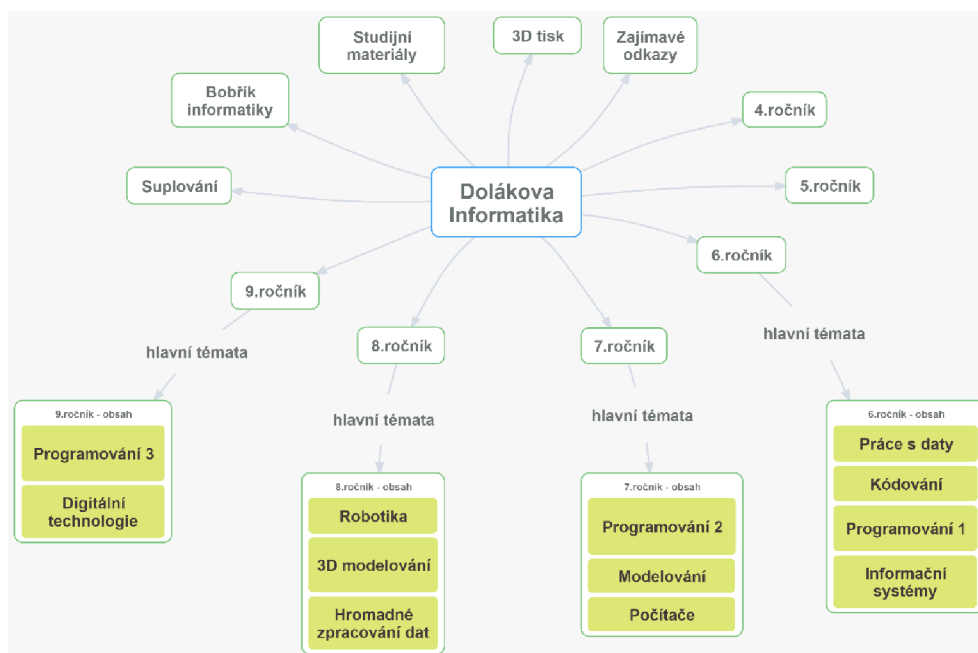 Studijní
materiály
3D tisk
Zajímavé
odkazy
Bobřík
informatiky
4.ročník
Suplování
Dolákova
Informatika
5.ročník
6.ročník
9.ročník
8.ročník
7.ročník
hlavní témata
hlavní témata
hlavní témata
hlavní témata
9.ročník - obsah
Programování 3
Digitální
technologie
8.ročník - obsah
Robotika
3D modelování
Hromadné
zpracování dat
7.ročník - obsah
Programování 2
Modelování
Počítače
6.ročník - obsah
Práce s daty
Kódování
Programování 1
Informační
systémy